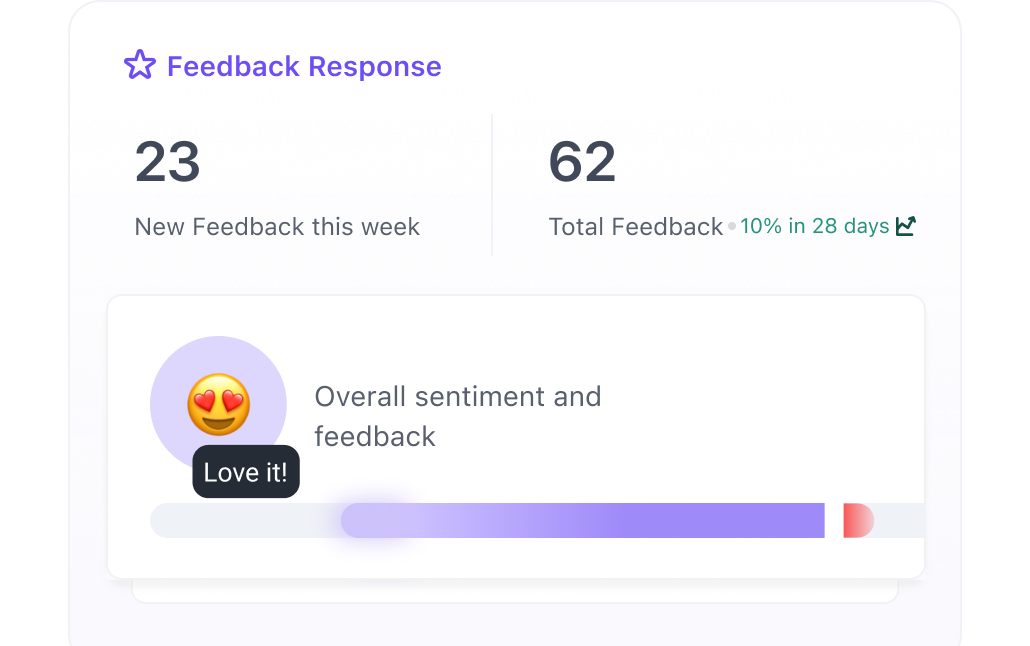 Feedback Response
23
New Feedback this week
62
Total Feedback • 10% in 28 days
Overall sentiment and
feedback
Love it!